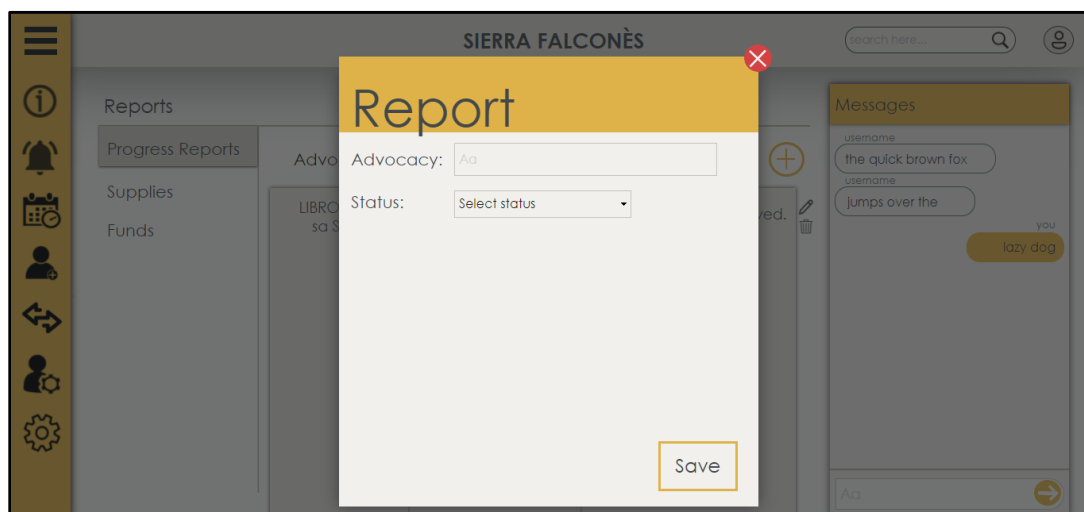 SIERRA FALCONÈS
search here...
Reports
Progress Reports
Supplies
Funds
Advo
LIBRO
sa S
ved.
Report
Advocacy: Aa
Status: Select status
Save
Messages
username
the quick brown fox
username
jumps over the
you
lazy dog
Aa